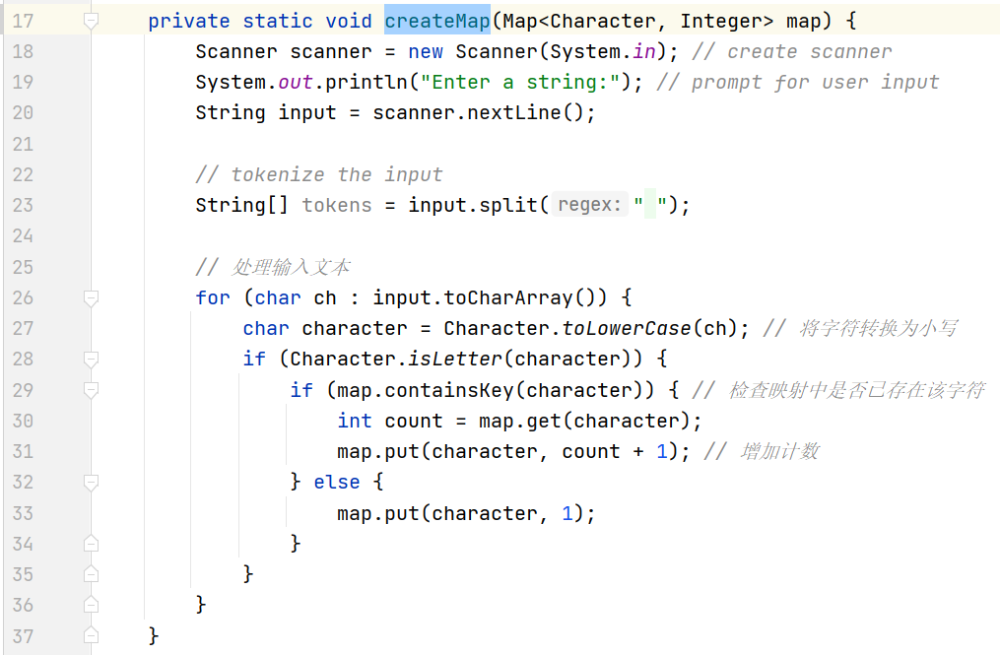 17 private static void createMap(Map<Character, Integer> map) {
18 Scanner scanner = new Scanner(System.in); // create scanner
19 System.out.println("Enter a string:"); // prompt for user input
20 String input = scanner.nextLine();
21
22 // tokenize the input
23 String[] tokens = input.split( regex: " ");
24
25 // 处理输入文本
26 for (char ch : input.toCharArray()) {
27 char character = Character.toLowerCase(ch); // 将字符转换为小写
28 if (Character.isLetter(character)) {
29 if (map.containsKey(character)) { // 检查映射中是否已存在该字符
30 int count = map.get(character);
31 map.put(character, count + 1); // 增加计数
32 } else {
33 map.put(character, 1);
34 }
35 }
36 }
37 }